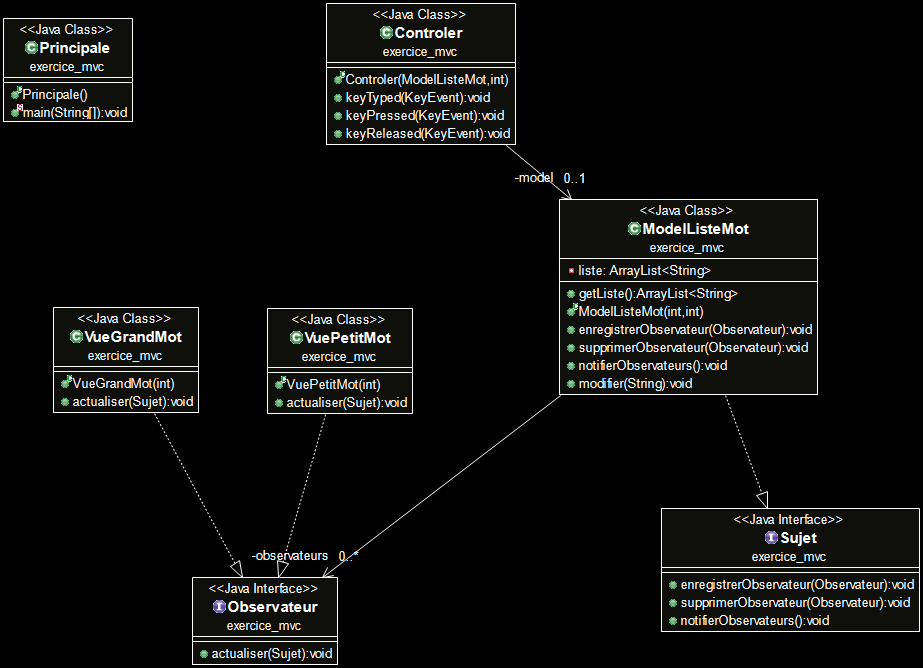 <<Java Class>>
Principale
exercice_mvc
Principale()
main(String[]):void
<<Java Class>>
Controler
exercice_mvc
Controler(ModelListeMot,int)
keyTyped(KeyEvent):void
keyPressed(KeyEvent):void
keyReleased(KeyEvent):void
-model 0..1
<<Java Class>>
ModelListeMot
exercice_mvc
liste: ArrayList<String>
getListe():ArrayList<String>
ModelListeMot(int,int)
enregistrerObservateur(Observateur):void
supprimerObservateur(Observateur):void
notifierObservateurs():void
modifier(String):void
<<Java Class>>
VueGrandMot
exercice_mvc
VueGrandMot(int)
actualiser(Sujet):void
<<Java Class>>
VuePetitMot
exercice_mvc
VuePetitMot(int)
actualiser(Sujet):void
-observateurs 0..*
<<Java Interface>>
Observateur
exercice_mvc
actualiser(Sujet):void
<<Java Interface>>
Sujet
exercice_mvc
enregistrerObservateur(Observateur):void
supprimerObservateur(Observateur):void
notifierObservateurs():void